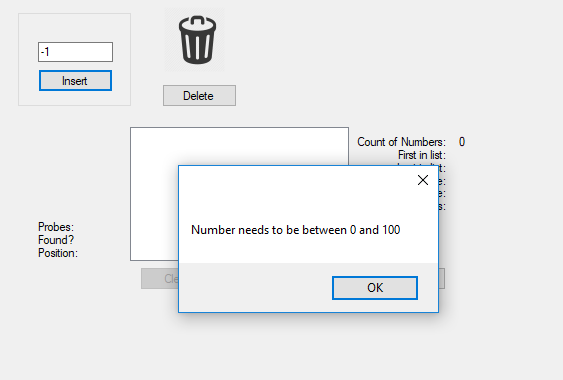 -1
Insert
Delete
Count of Numbers: 0
First in list:
Number needs to be between 0 and 100
Probes:
Found?
Position:
OK